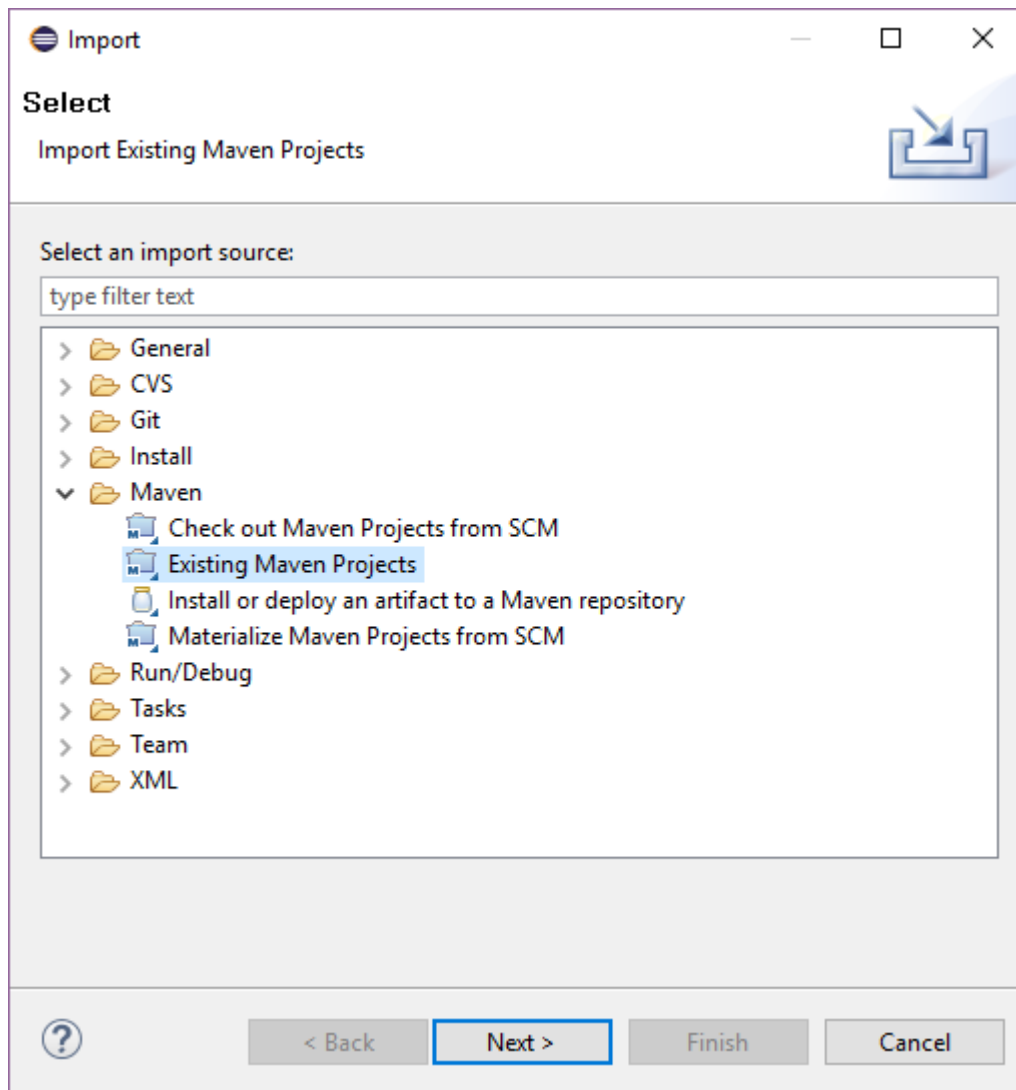 Import
Select
Import Existing Maven Projects
Select an import source:
type filter text
General
CVS
Git
Install
Maven
Check out Maven Projects from SCM
Existing Maven Projects
Install or deploy an artifact to a Maven repository
Materialize Maven Projects from SCM
Run/Debug
Tasks
Team
XML
? < Back Next > Finish Cancel